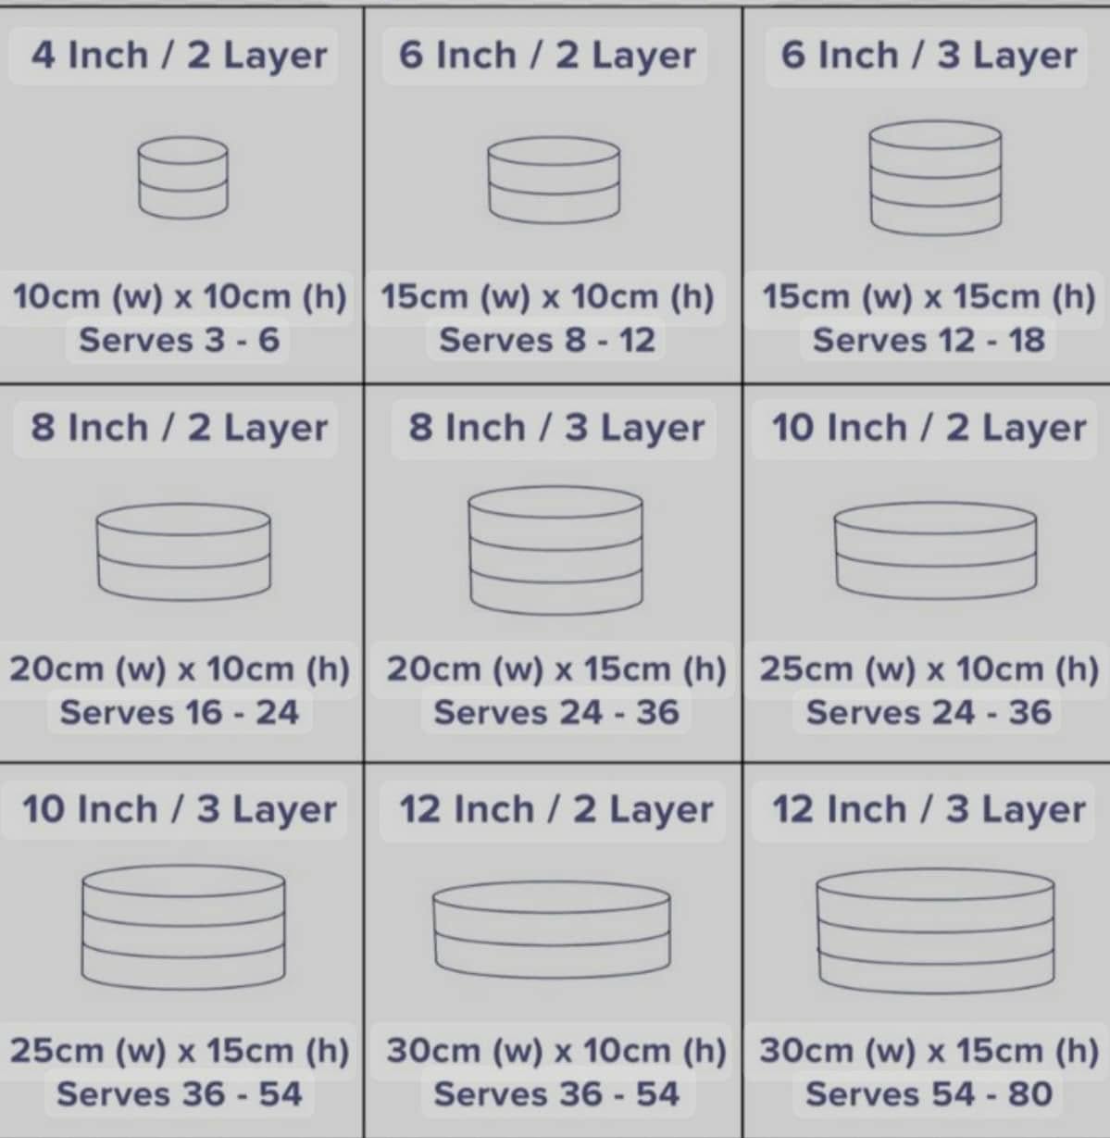 4 Inch / 2 Layer
10cm (w) x 10cm (h)
Serves 3 - 6
6 Inch / 2 Layer
15cm (w) x 10cm (h)
Serves 8 - 12
6 Inch / 3 Layer
15cm (w) x 15cm (h)
Serves 12 - 18
8 Inch / 2 Layer
20cm (w) x 10cm (h)
Serves 16 - 24
8 Inch / 3 Layer
20cm (w) x 15cm (h)
Serves 24 - 36
10 Inch / 2 Layer
25cm (w) x 10cm (h)
Serves 24 - 36
10 Inch / 3 Layer
25cm (w) x 15cm (h)
Serves 36 - 54
12 Inch / 2 Layer
30cm (w) x 10cm (h)
Serves 36 - 54
12 Inch / 3 Layer
30cm (w) x 15cm (h)
Serves 54 - 80